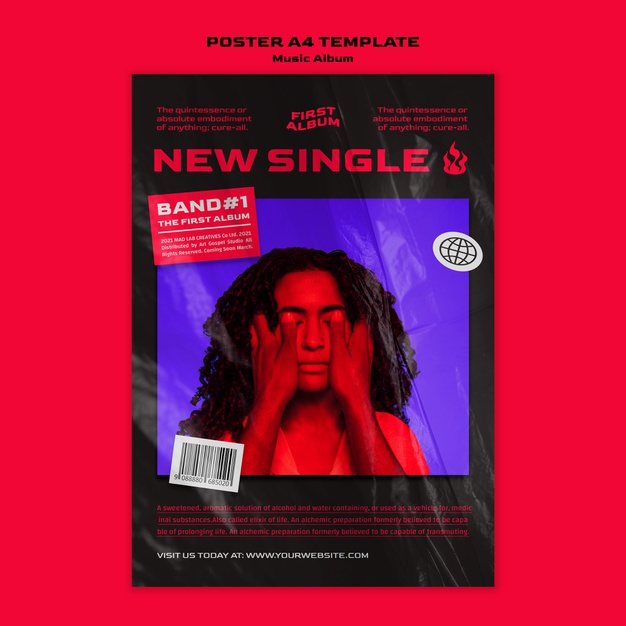 POSTER A4 TEMPLATE
Music Album
The quintessence or
absolute embodiment
of anything; cure-all.
FIRST
ALBUM
The quintessence or
absolute embodiment
of anything; cure-all.
NEW SINGLE
BAND#1
THE FIRST ALBUM
2021 MAD LAB CREATIVES Co Ltd. 2021
Distributed by Art Gospel Studio All
Rights Reserved. Coming Soon March.
9 088880 685020
A sweetened, aromatic solution of alcohol and water containing, or used as a vehicle for, medic
inal substances.Also called elixir of life. An alchemic preparation formerly believed to be capa
ble of prolonging life. An alchemic preparation formerly believed to be capable of transmuting.
VISIT US TODAY AT: WWW.YOURWEBSITE.COM